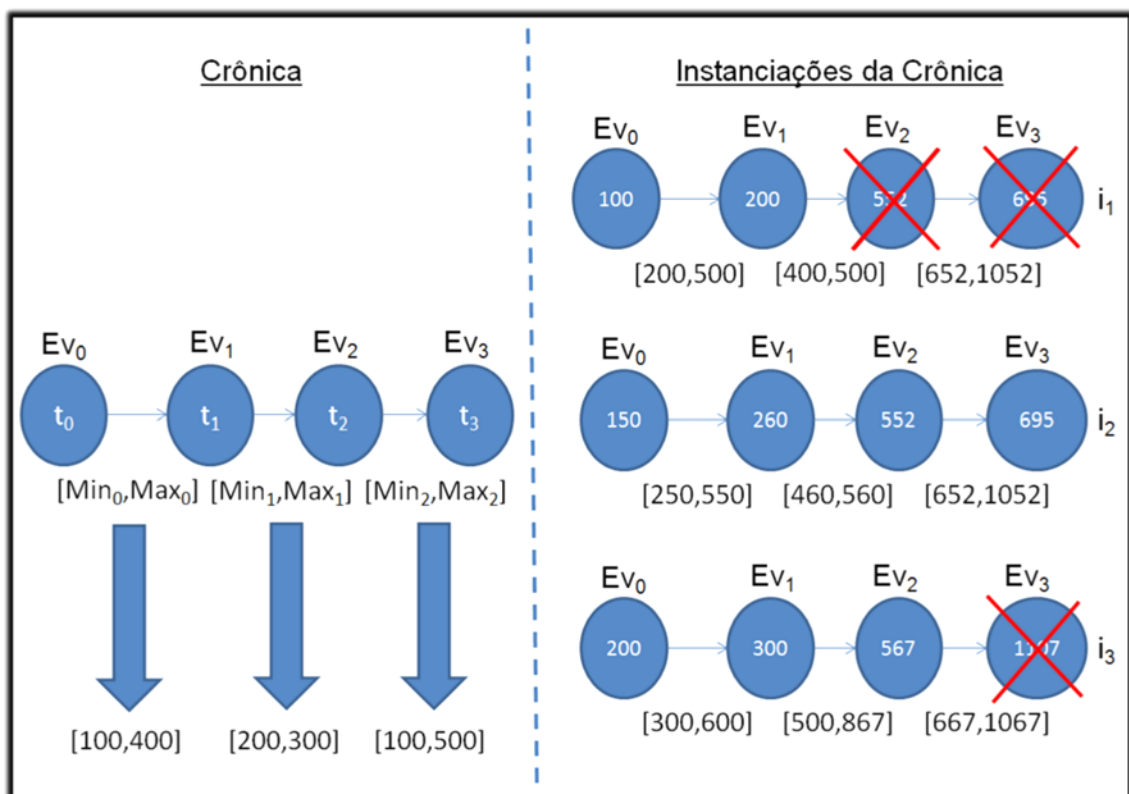 Crônica
Ev₀ Ev₁ Ev₂ Ev₃
t₀ t₁ t₂ t₃
[Min₀,Max₀] [Min₁,Max₁] [Min₂,Max₂]
[100,400] [200,300] [100,500]
Instanciações da Crônica
Ev₀ Ev₁ Ev₂ Ev₃
100 200 552 695 i₁
[200,500] [400,500] [652,1052]
Ev₀ Ev₁ Ev₂ Ev₃
150 260 552 695 i₂
[250,550] [460,560] [652,1052]
Ev₀ Ev₁ Ev₂ Ev₃
200 300 567 1107 i₃
[300,600] [500,867] [667,1067]